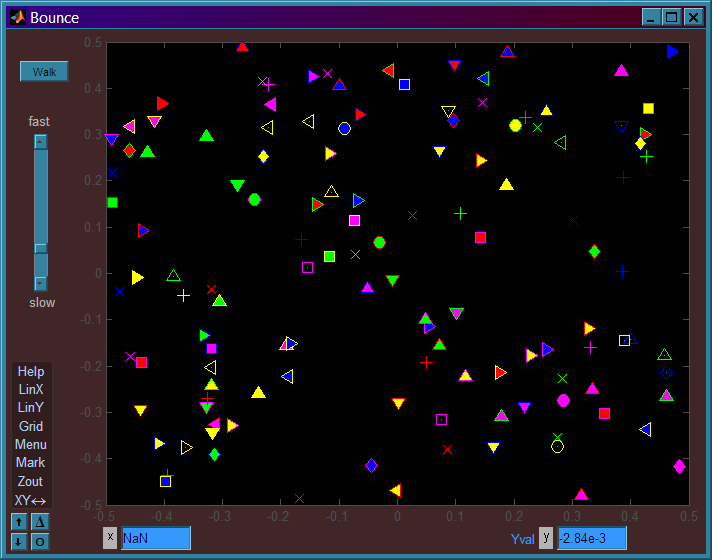 Bounce
Walk
fast
slow
Help
LinX
LinY
Grid
Menu
Mark
Zout
XY↔
Δ
O
0.5
0.4
0.3
0.2
0.1
0
-0.1
-0.2
-0.3
-0.4
-0.5
-0.5 -0.4 -0.3 -0.2 -0.1 0 0.1 0.2 0.3 0.4 0.5
x NaN Yval y -2.84e-3